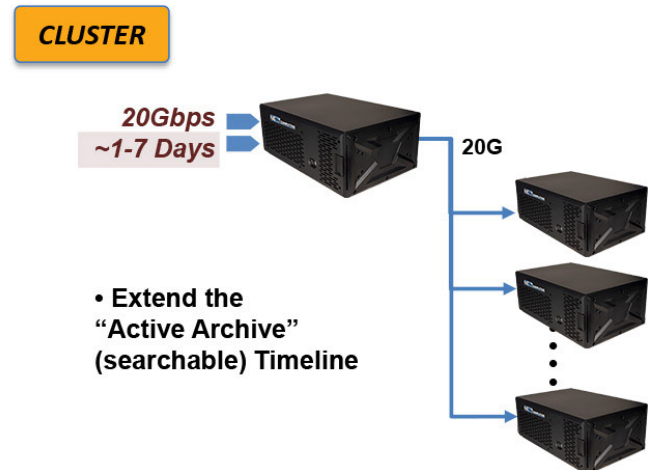 CLUSTER
20Gbps
~1-7 Days
20G
• Extend the
“Active Archive”
(searchable) Timeline